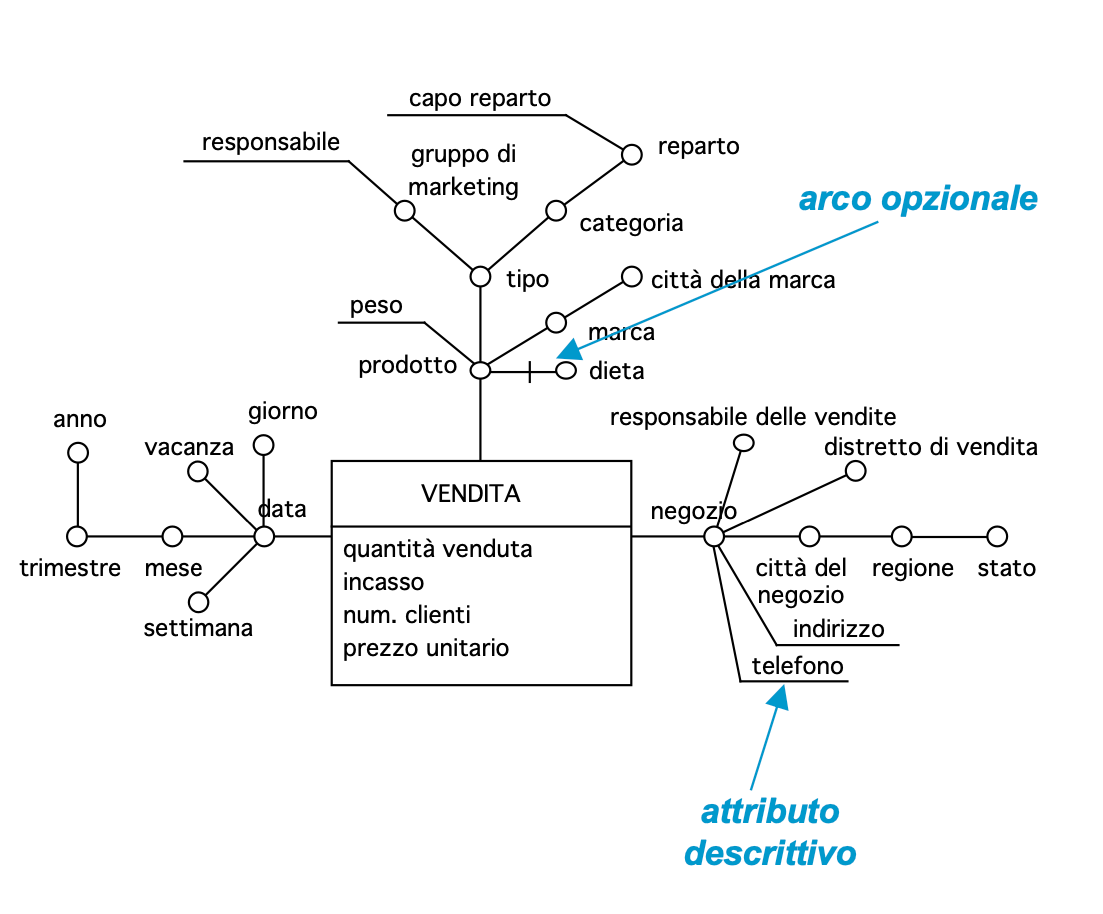 capo reparto
responsabile
gruppo di
marketing
reparto
arco opzionale
categoria
tipo
città della marca
peso
marca
prodotto
dieta
anno
giorno
vacanza
responsabile delle vendite
distretto di vendita
data
VENDITA
negozio
quantità venduta
incasso
num. clienti
prezzo unitario
trimestre
mese
settimana
città del
negozio
regione
stato
indirizzo
telefono
attributo
descrittivo